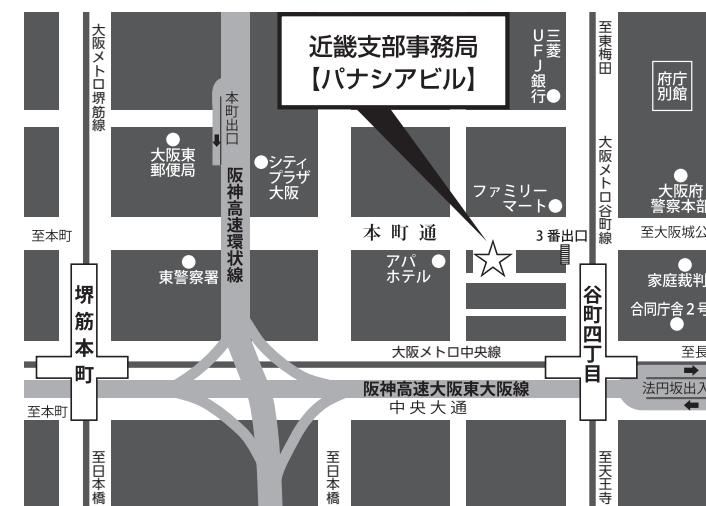 近畿支部事務局
【パナシアビル】
大阪メトロ堺筋線
本町出口
三菱
UFJ銀行
至東梅田
府庁
別館
大阪東
郵便局
シティ
プラザ
大阪
阪神高速環状線
大阪メトロ谷町線
大阪府
警察本部
ファミリー
マート
至本町
本町通
3番出口
至大阪城公
東警察署
アパ
ホテル
家庭裁判
合同庁舎2号
堺筋本町
谷町四丁目
大阪メトロ中央線
至長
阪神高速大阪東大阪線
法円坂出入
至本町
中央大通
至日本橋
至日本橋
至天王寺